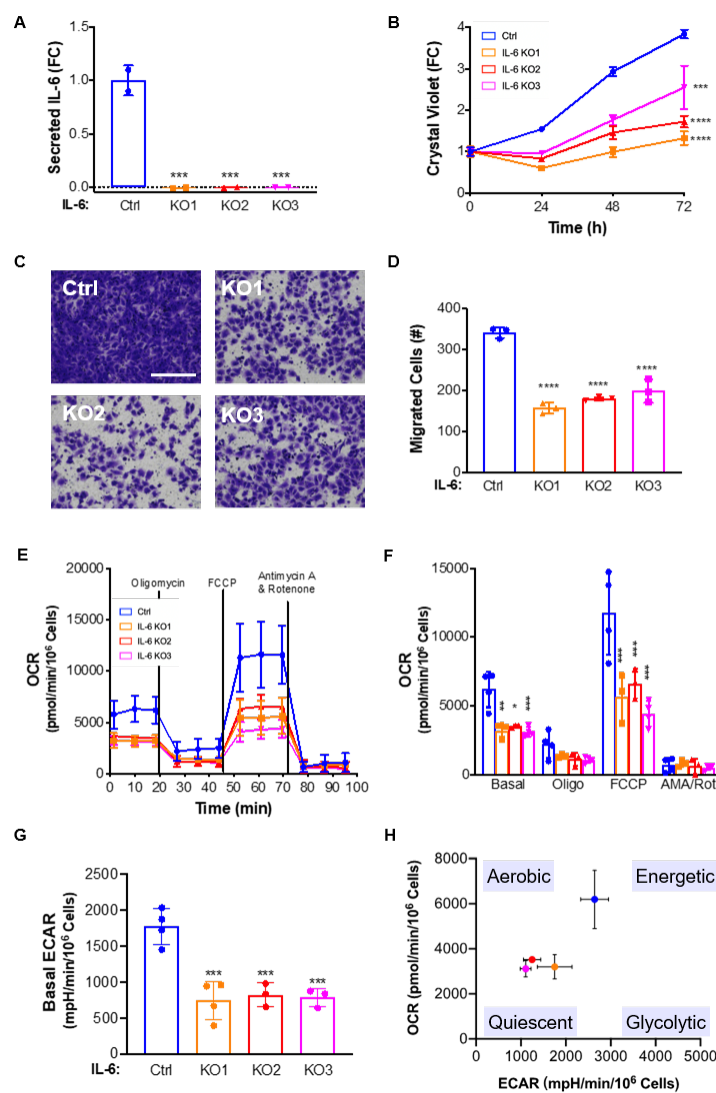 A
Secreted IL-6 (FC)
1.5
1.0
0.5
0.0
*** *** ***
IL-6: Ctrl KO1 KO2 KO3
B
Crystal Violet (FC)
4
3
2
1
0
Ctrl
IL-6 KO1
IL-6 KO2
IL-6 KO3
***
****
****
0 24 48 72
Time (h)
C
Ctrl
KO1
KO2
KO3
D
Migrated Cells (#)
400
300
200
100
0
**** **** ****
IL-6: Ctrl KO1 KO2 KO3
E
OCR
(pmol/min/10⁶ Cells)
20000
15000
10000
5000
0
Oligomycin
FCCP
Antimycin A
& Rotenone
Ctrl
IL-6 KO1
IL-6 KO2
IL-6 KO3
0 10 20 30 40 50 60 70 80 90 100
Time (min)
F
OCR
(pmol/min/10⁶ Cells)
15000
10000
5000
0
** * ***
*** *** ***
Basal Oligo FCCP AMA/Rot
G
Basal ECAR
(mpH/min/10⁶ Cells)
2500
2000
1500
1000
500
0
*** *** ***
IL-6: Ctrl KO1 KO2 KO3
H
OCR (pmol/min/10⁶ Cells)
8000
6000
4000
2000
0
Aerobic Energetic
Quiescent Glycolytic
0 1000 2000 3000 4000 5000
ECAR (mpH/min/10⁶ Cells)